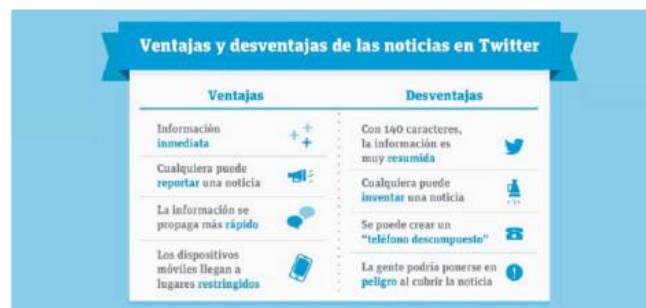 Ventajas y desventajas de las noticias en Twitter
Ventajas
Información
inmediata
Cualquiera puede
reportar una noticia
La información se
propaga más rápido
Los dispositivos
móviles llegan a
lugares restringidos
Desventajas
Con 140 caracteres,
la información es
muy resumida
Cualquiera puede
inventar una noticia
Se puede crear un
"teléfono descompuesto"
La gente podría ponerse en
peligro al cubrir la noticia